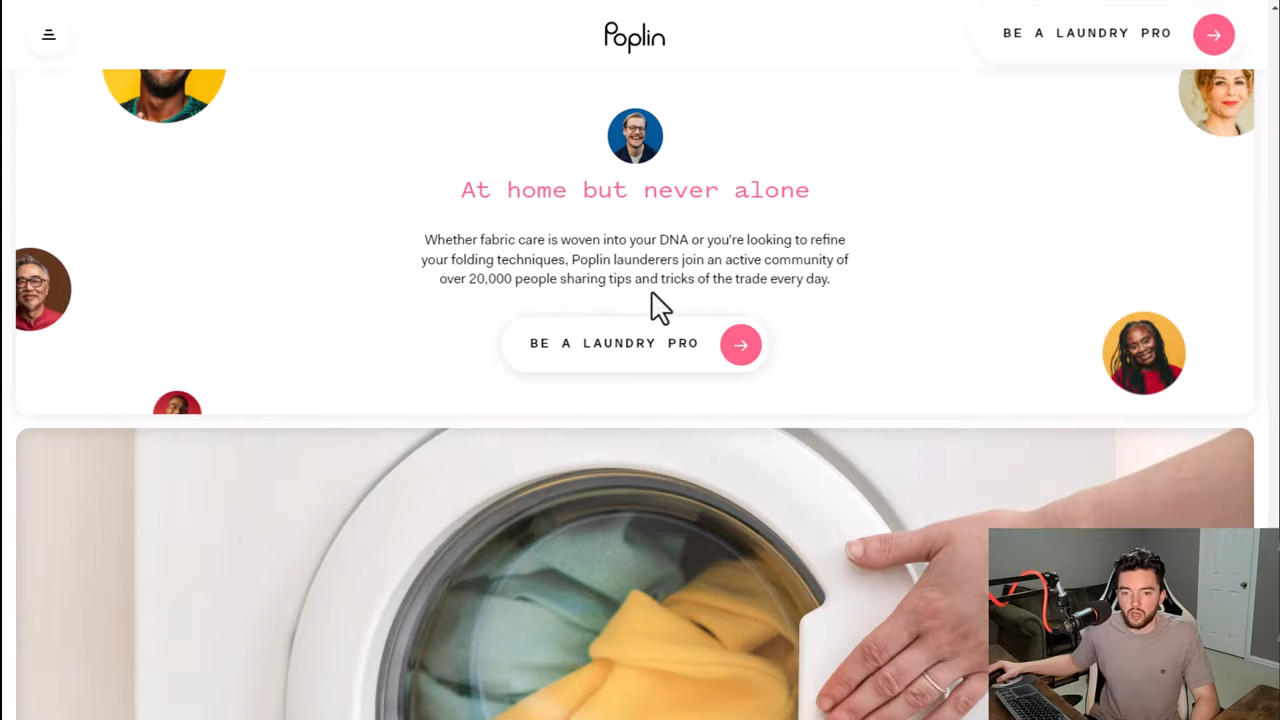 Poplin
BE A LAUNDRY PRO
At home but never alone
Whether fabric care is woven into your DNA or you're looking to refine
your folding techniques, Poplin launderers join an active community of
over 20,000 people sharing tips and tricks of the trade every day.
BE A LAUNDRY PRO